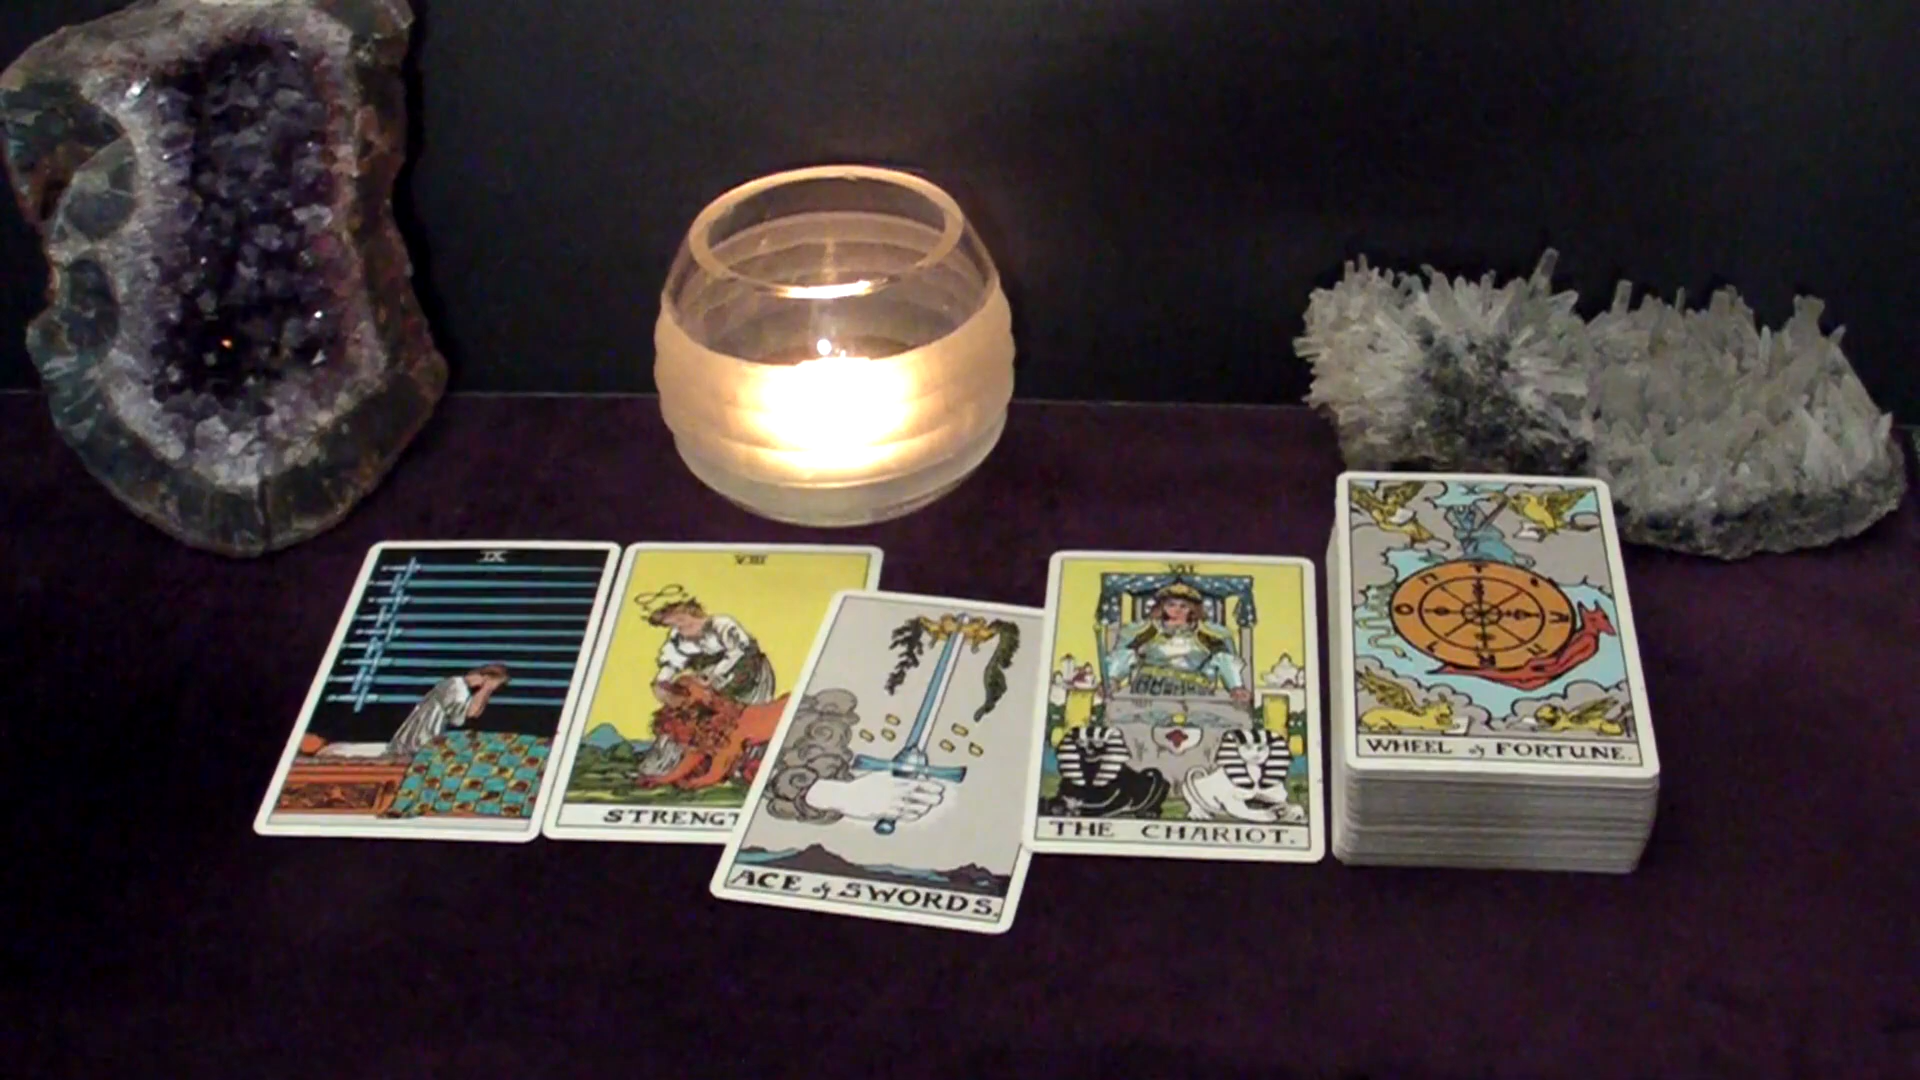 IX
VIII
STRENGT
ACE of SWORDS.
VII
THE CHARIOT.
WHEEL of FORTUNE.